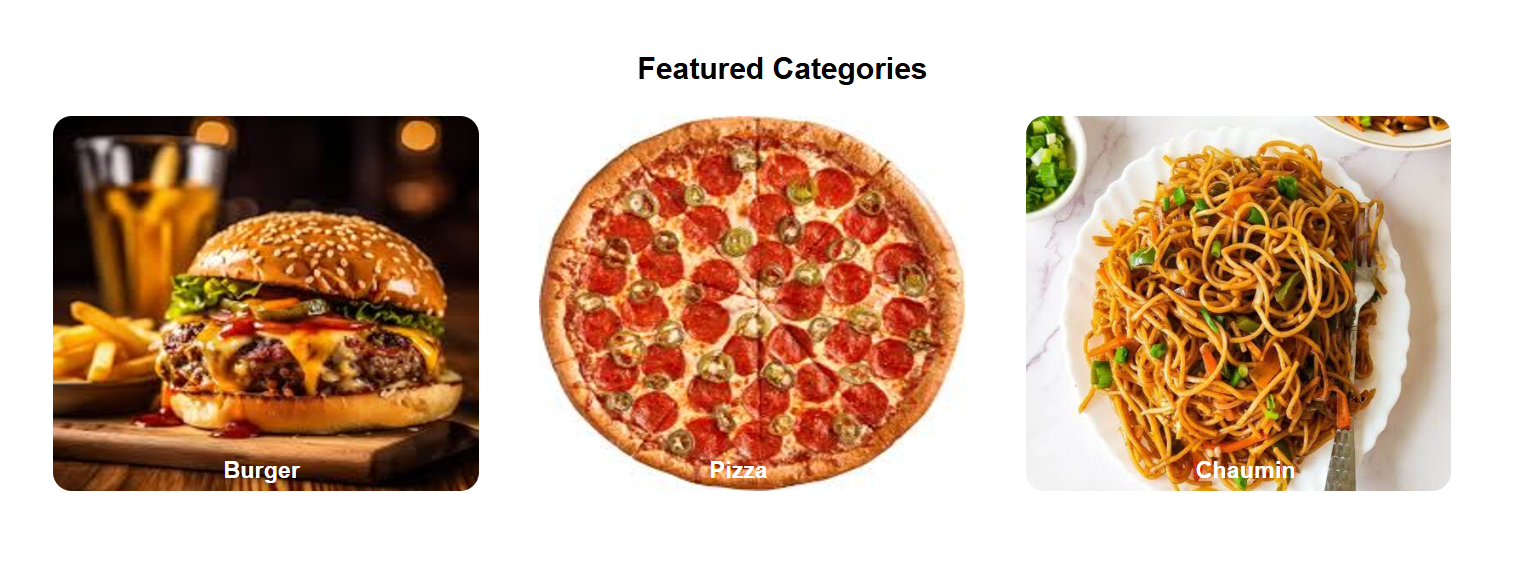 Featured Categories
Burger
Pizza
Chaumin